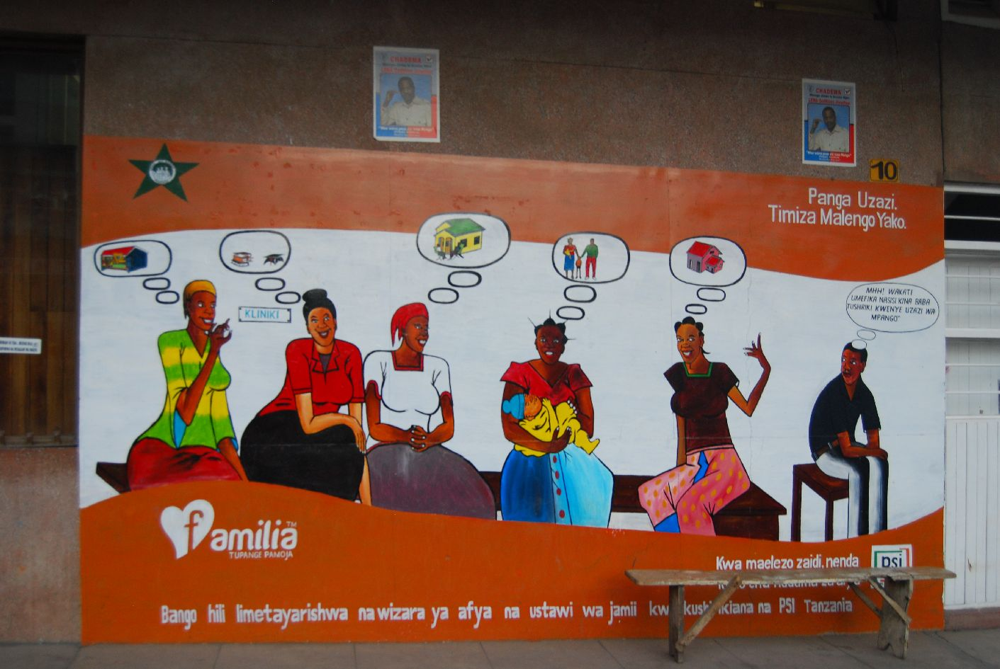 CHADEMA
CHADEMA
10
Panga Uzazi.
Timiza Malengo Yako.
KLINIKI
MHH! WAKATI
UMEFIKA NASISI KINA BABA
TUSHIRIKI KWENYE UZAZI WA
MPANGO"
familia™
TUPANGE PAMOJA
Kwa maelezo zaidi, nenda
psi
Bango hili limetayarishwa na wizara ya afya na ustawi wa jamii na PSI Tanzania